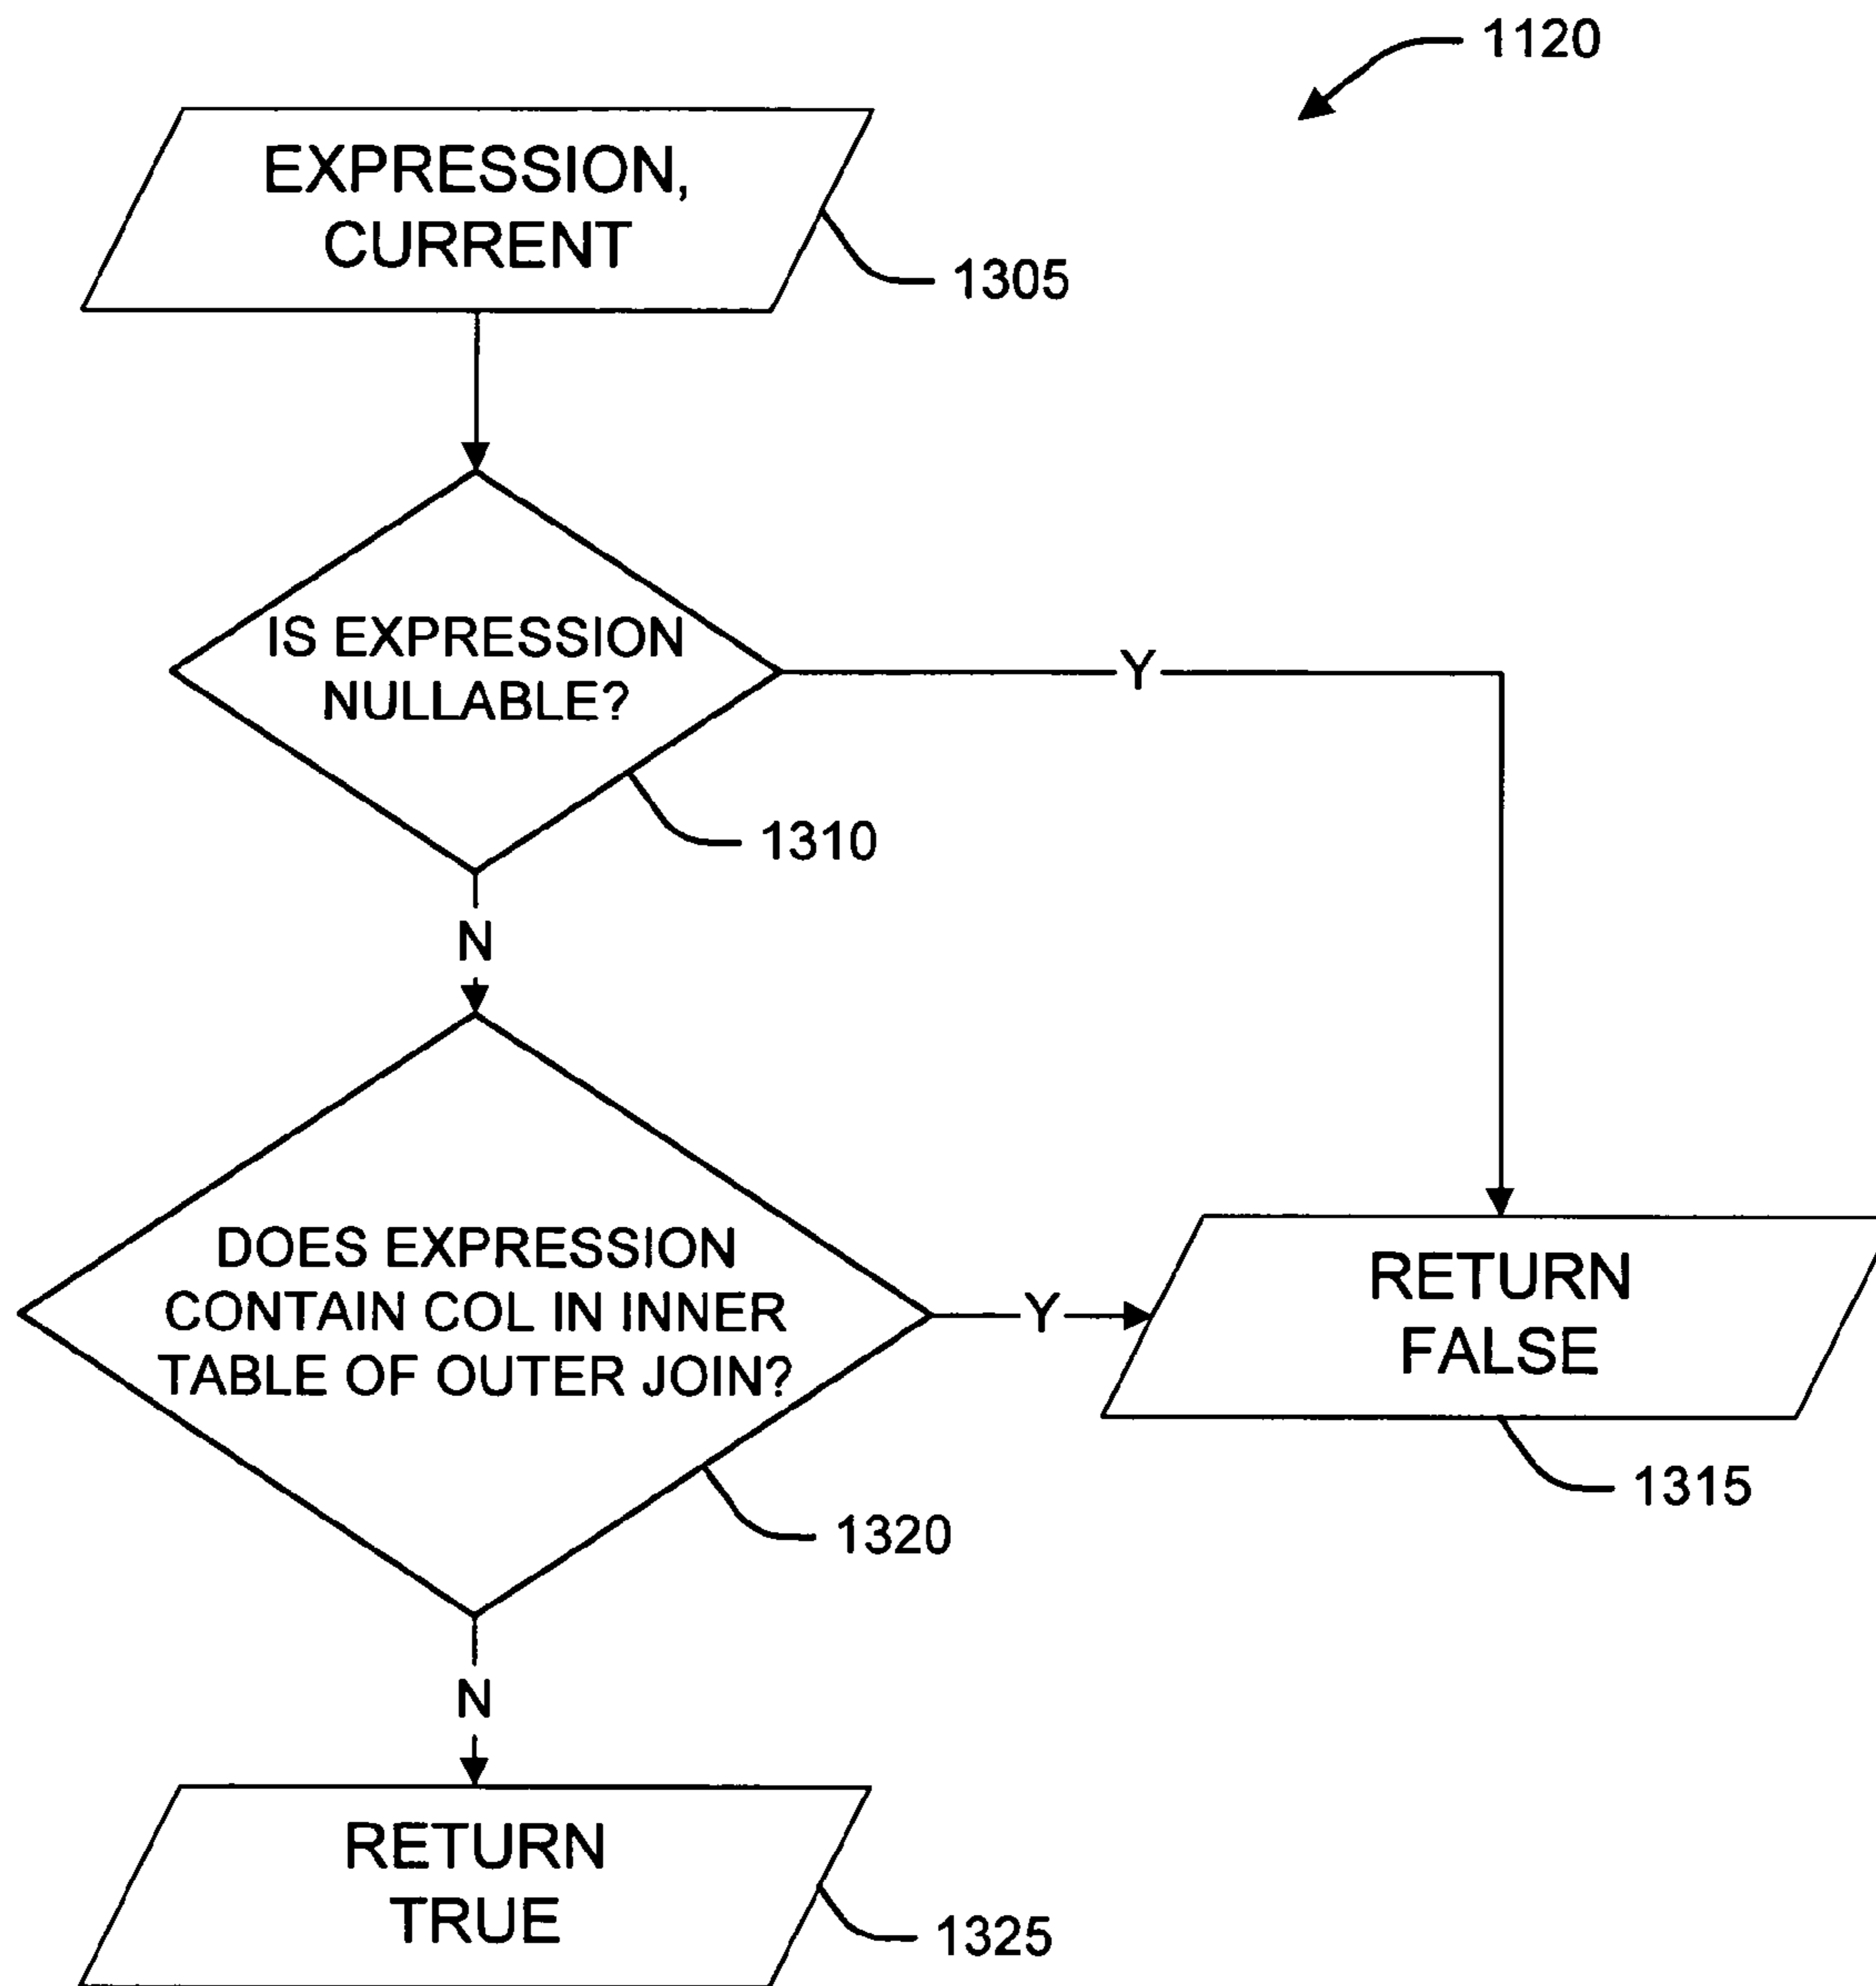 1120
EXPRESSION,
CURRENT
1305
IS EXPRESSION
NULLABLE?
Y
1310
N
DOES EXPRESSION
CONTAIN COL IN INNER
TABLE OF OUTER JOIN?
Y
RETURN
FALSE
1315
1320
N
RETURN
TRUE
1325